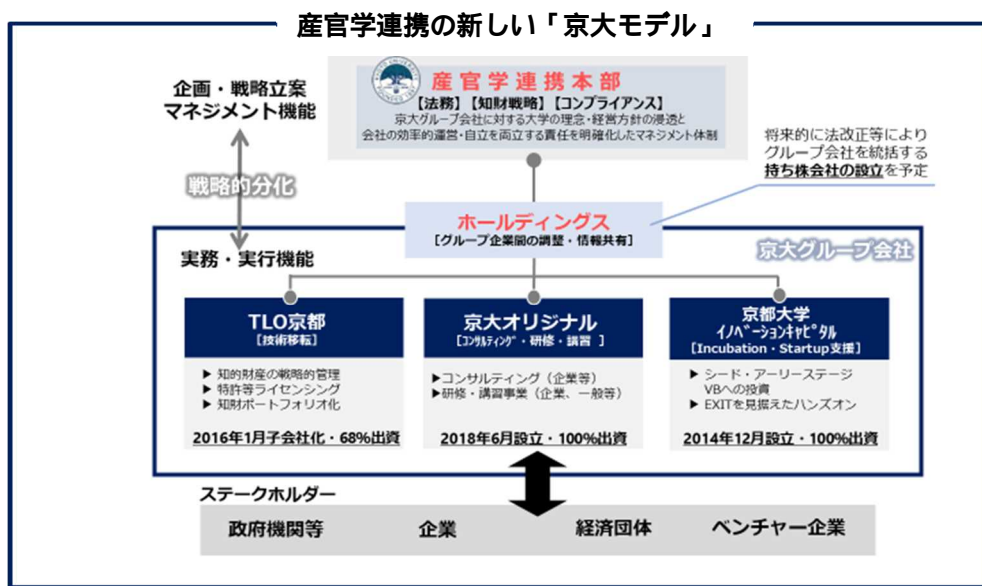 産官学連携の新しい「京大モデル」
企画・戦略立案
マネジメント機能
戦略的分化
実務・実行機能
産官学連携本部
【法務】【知財戦略】【コンプライアンス】
京大グループ会社に対する大学の理念・経営方針の浸透と
会社の効率的運営・自立を両立する責任を明確化したマネジメント体制
将来的に法改正等により
グループ会社を統括する
持ち株会社の設立を予定
ホールディングス
［グループ企業間の調整・情報共有］
京大グループ会社
TLO京都
［技術移転］
▶ 知的財産の戦略的管理
▶ 特許等ライセンシング
▶ 知財ポートフォリオ化
2016年1月子会社化・68%出資
京大オリジナル
［ｺﾝｻﾙﾃｨﾝｸﾞ・研修・講習 ］
▶コンサルティング（企業等）
▶研修・講習事業（企業、一般等）
2018年6月設立・100%出資
京都大学
ｲﾉﾍﾞｰｼｮﾝｷｬﾋﾟﾀﾙ
［Incubation・Startup支援］
▶ シード・アーリーステージ
VBへの投資
▶ EXITを見据えたハンズオン
2014年12月設立・100%出資
ステークホルダー
政府機関等 企業 経済団体 ベンチャー企業